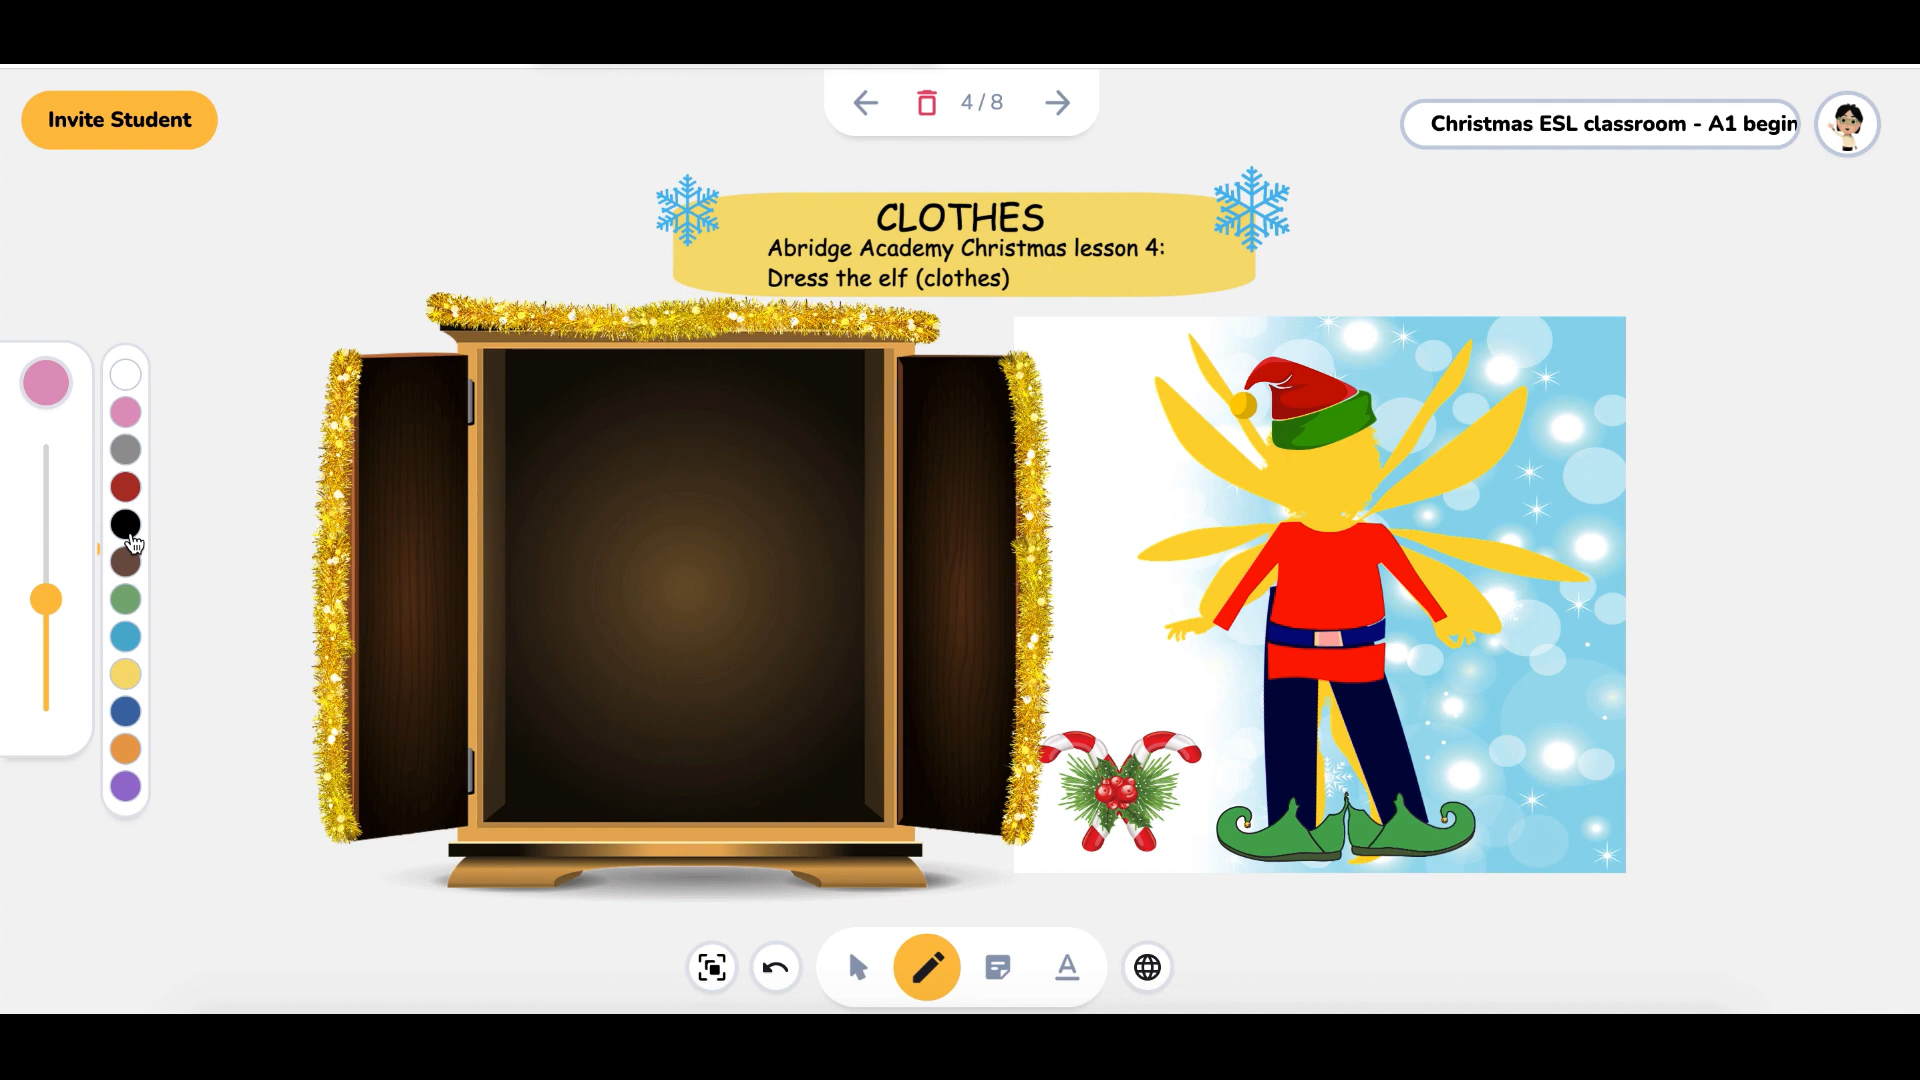 Invite Student
4/8
Christmas ESL classroom - A1 begin
CLOTHES
Abridge Academy Christmas lesson 4:
Dress the elf (clothes)
A